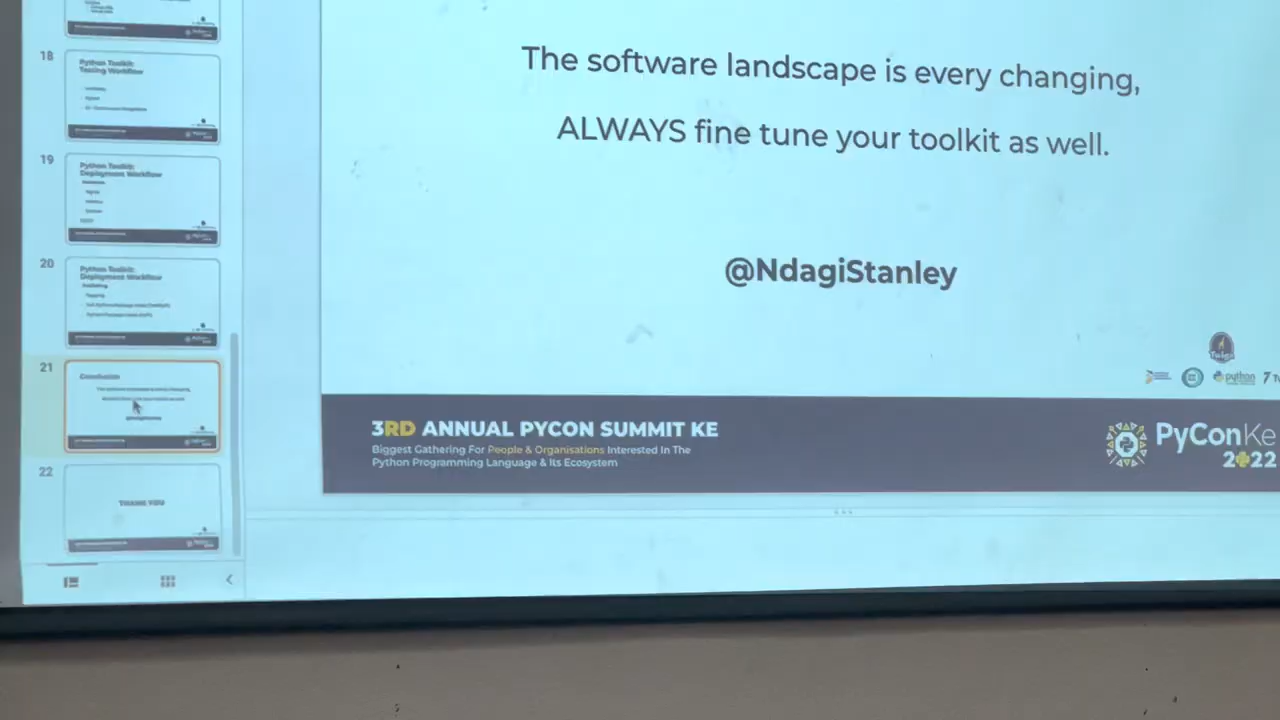 18
Python Toolkit:
Testing Workflow
19
Python Toolkit:
Deployment Workflow
20
Python Toolkit:
Deployment Workflow
21
Conclusion
22
THANK YOU
The software landscape is every changing,
ALWAYS fine tune your toolkit as well.
@NdagiStanley
python
3RD ANNUAL PYCON SUMMIT KE
Biggest Gathering For People & Organisations Interested In The
Python Programming Language & Its Ecosystem
PyConKe
2022